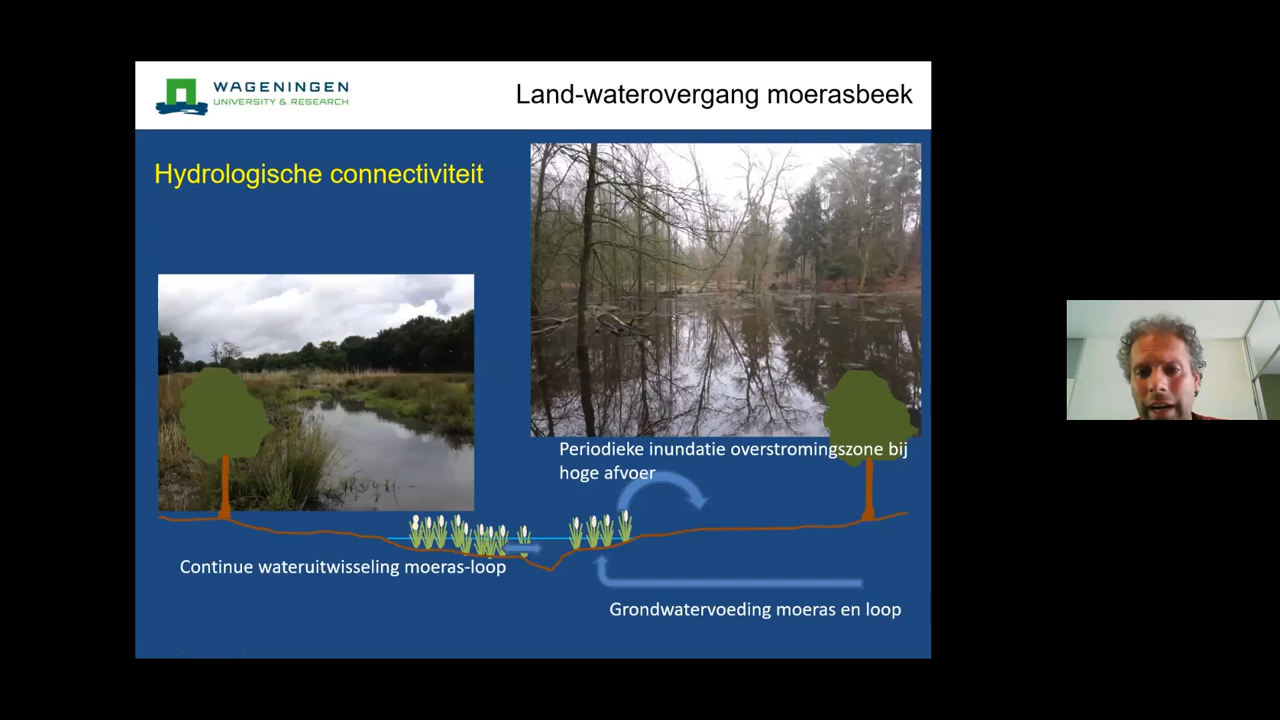 WAGENINGEN
UNIVERSITY & RESEARCH
Land-waterovergang moerasbeek
Hydrologische connectiviteit
Periodieke inundatie overstromingszone bij
hoge afvoer
Continue wateruitwisseling moeras-loop
Grondwatervoeding moeras en loop